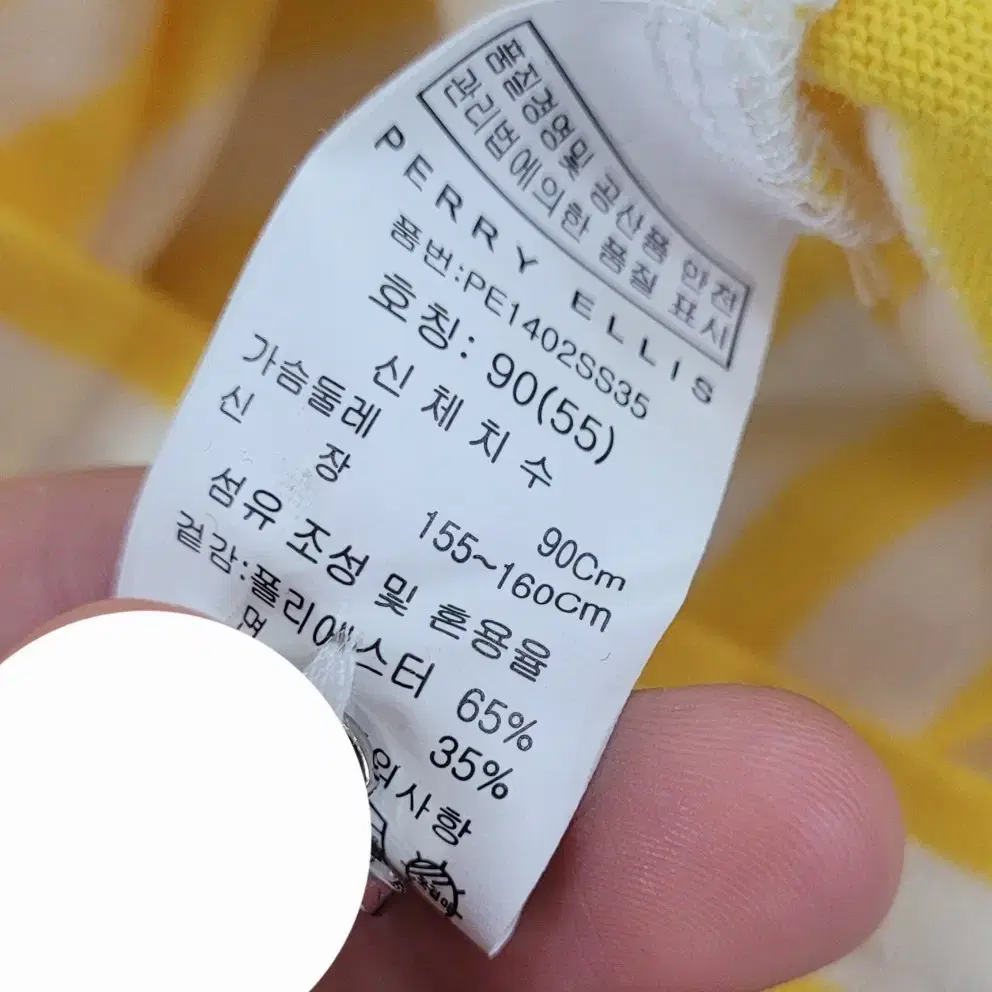 품질경영및 공산품 안전
관리법에의한 품질 표시
PERRY ELLIS
품번:PE1402SS35
호칭: 90(55)
신 체 치 수
가슴둘레 90Cm
신 장 155~160cm
섬유 조성 및 혼용율
겉감:폴리에스터 65%
면 35%
사항